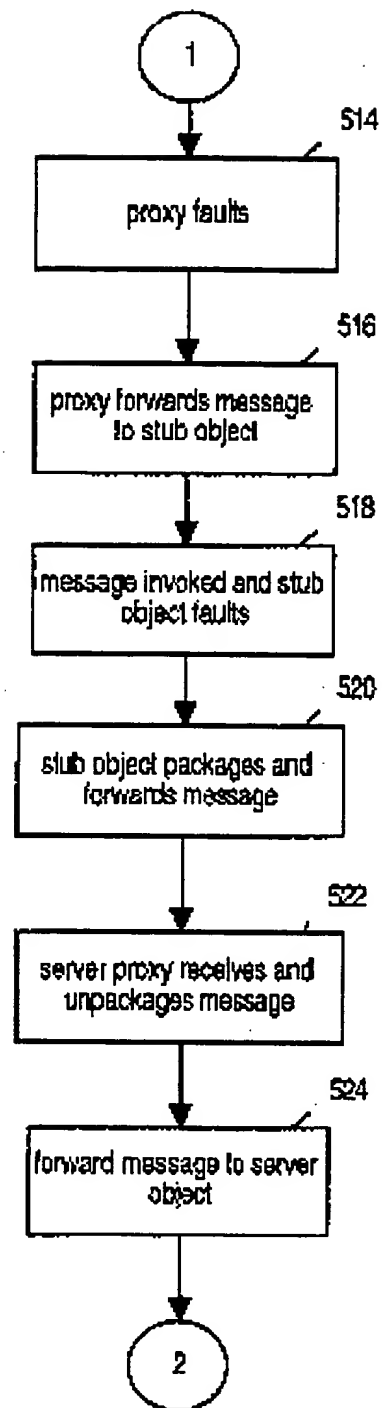 1
514
proxy faults
516
proxy forwards message
to stub object
518
message invoked and stub
object faults
520
stub object packages and
forwards message
522
server proxy receives and
unpackages message
524
forward message to server
object
2